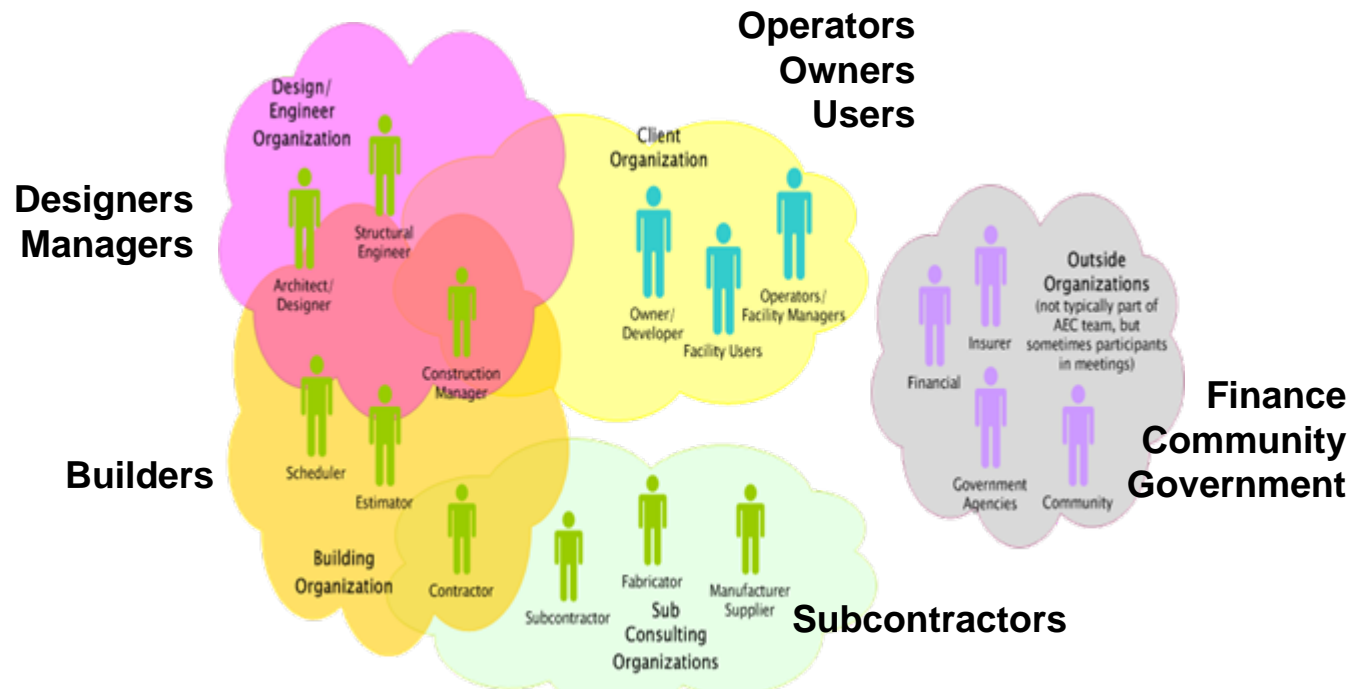 Operators
Owners
Users
Design/
Engineer
Organization
Structural
Engineer
Architect/
Designer
Designers
Managers
Client
Organization
Owner/
Developer
Facility Users
Operators/
Facility Managers
Construction
Manager
Outside
Organizations
(not typically part of
AEC team, but
sometimes participants
in meetings)
Insurer
Financial
Government
Agencies
Community
Finance
Community
Government
Builders
Scheduler
Estimator
Building
Organization
Contractor
Subcontractor
Fabricator
Manufacturer
Supplier
Sub
Consulting
Organizations
Subcontractors